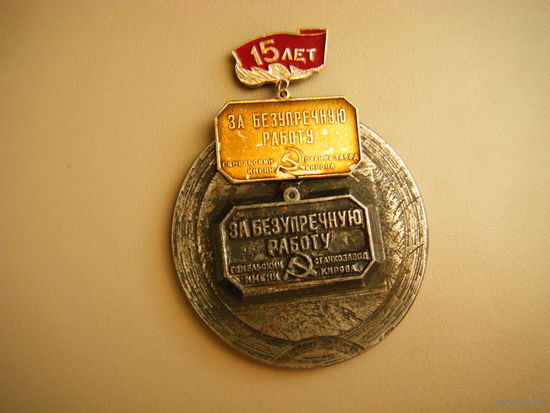 15 ЛЕТ
ЗА БЕЗУПРЕЧНУЮ
РАБОТУ
ГОМЕЛЬСКИЙ СТАНКОЗАВОД
ИМЕНИ КИРОВА
ЗА БЕЗУПРЕЧНУЮ
РАБОТУ
ГОМЕЛЬСКИЙ СТАНКОЗАВОД
ИМЕНИ КИРОВА